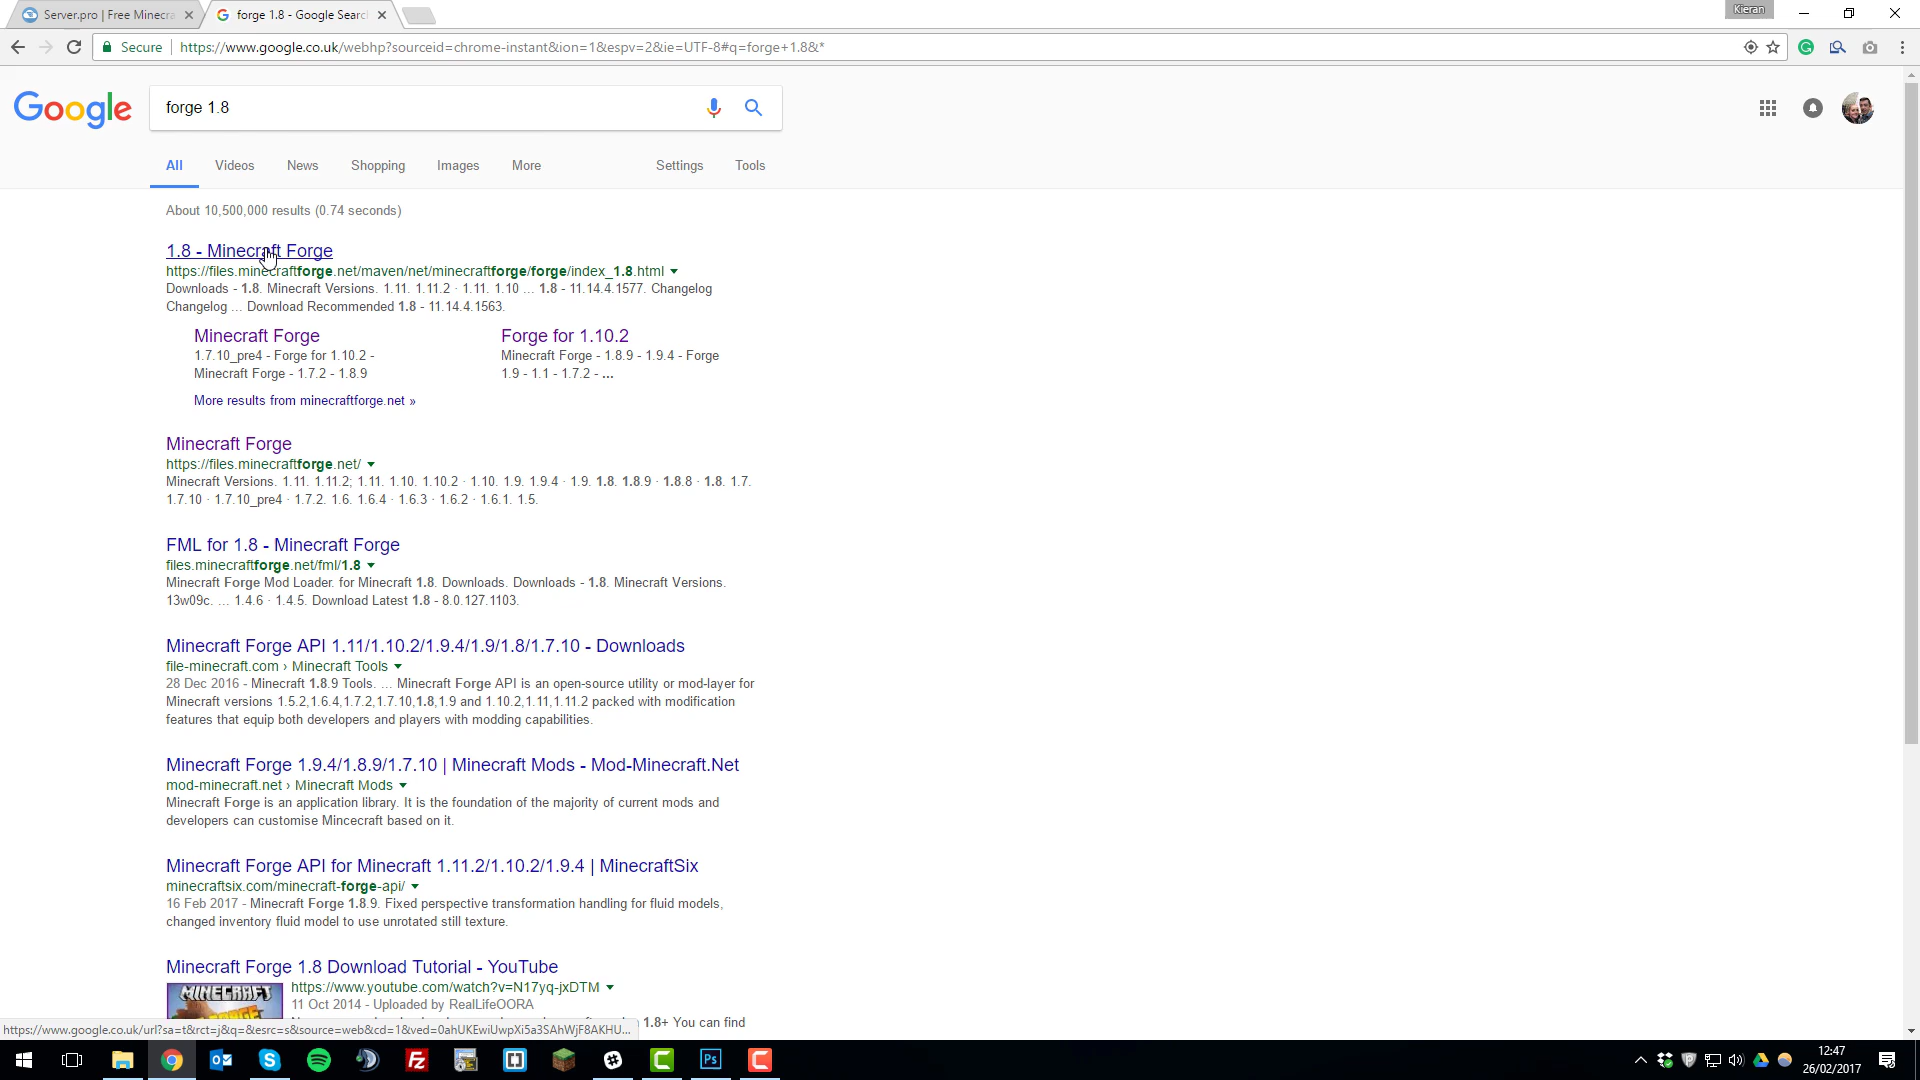 Server.pro | Free Minecra
forge 1.8 - Google Searc
Kieran
Secure
https://www.google.co.uk/webhp?sourceid=chrome-instant&ion=1&espv=2&ie=UTF-8#q=forge+1.8&*
Google
forge 1.8
All Videos News Shopping Images More Settings Tools
About 10,500,000 results (0.74 seconds)
1.8 - Minecraft Forge
https://files.minecraftforge.net/maven/net/minecraftforge/forge/index_1.8.html
Downloads - 1.8. Minecraft Versions. 1.11. 1.11.2 · 1.11. 1.10 ... 1.8 - 11.14.4.1577. Changelog
Changelog ... Download Recommended 1.8 - 11.14.4.1563.
Minecraft Forge
1.7.10_pre4 - Forge for 1.10.2 -
Minecraft Forge - 1.7.2 - 1.8.9
Forge for 1.10.2
Minecraft Forge - 1.8.9 - 1.9.4 - Forge
1.9 - 1.1 - 1.7.2 - ...
More results from minecraftforge.net »
Minecraft Forge
https://files.minecraftforge.net/
Minecraft Versions. 1.11. 1.11.2; 1.11. 1.10. 1.10.2 · 1.10. 1.9. 1.9.4 · 1.9. 1.8. 1.8.9 · 1.8.8 · 1.8. 1.7.
1.7.10 · 1.7.10_pre4 · 1.7.2. 1.6. 1.6.4 · 1.6.3 · 1.6.2 · 1.6.1. 1.5.
FML for 1.8 - Minecraft Forge
files.minecraftforge.net/fml/1.8
Minecraft Forge Mod Loader. for Minecraft 1.8. Downloads. Downloads - 1.8. Minecraft Versions.
13w09c. ... 1.4.6 · 1.4.5. Download Latest 1.8 - 8.0.127.1103.
Minecraft Forge API 1.11/1.10.2/1.9.4/1.9/1.8/1.7.10 - Downloads
file-minecraft.com › Minecraft Tools
28 Dec 2016 - Minecraft 1.8.9 Tools. ... Minecraft Forge API is an open-source utility or mod-layer for
Minecraft versions 1.5.2,1.6.4,1.7.2,1.7.10,1.8,1.9 and 1.10.2,1.11,1.11.2 packed with modification
features that equip both developers and players with modding capabilities.
Minecraft Forge 1.9.4/1.8.9/1.7.10 | Minecraft Mods - Mod-Minecraft.Net
mod-minecraft.net › Minecraft Mods
Minecraft Forge is an application library. It is the foundation of the majority of current mods and
developers can customise Mincecraft based on it.
Minecraft Forge API for Minecraft 1.11.2/1.10.2/1.9.4 | MinecraftSix
minecraftsix.com/minecraft-forge-api/
16 Feb 2017 - Minecraft Forge 1.8.9. Fixed perspective transformation handling for fluid models,
changed inventory fluid model to use unrotated still texture.
Minecraft Forge 1.8 Download Tutorial - YouTube
https://www.youtube.com/watch?v=N17yq-jxDTM
11 Oct 2014 - Uploaded by RealLifeOORA
1.8+ You can find
MINECRAFT
https://www.google.co.uk/url?sa=t&rct=j&q=&esrc=s&source=web&cd=1&ved=0ahUKEwiUwpXi5a3SAhWjF8AKHU...
Ps
12:47
26/02/2017